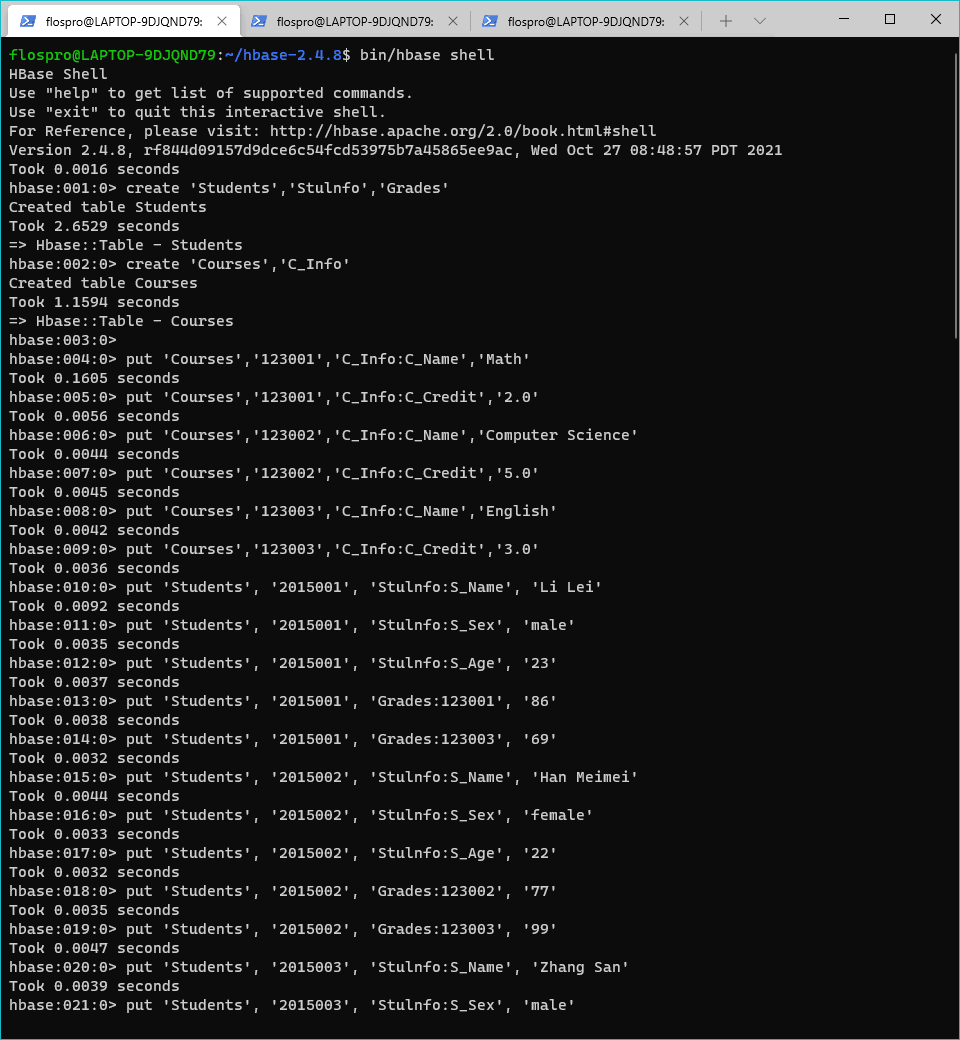 flospro@LAPTOP-9DJQND79: flospro@LAPTOP-9DJQND79: flospro@LAPTOP-9DJQND79:
flospro@LAPTOP-9DJQND79:~/hbase-2.4.8$ bin/hbase shell
HBase Shell
Use "help" to get list of supported commands.
Use "exit" to quit this interactive shell.
For Reference, please visit: http://hbase.apache.org/2.0/book.html#shell
Version 2.4.8, rf844d09157d9dce6c54fcd53975b7a45865ee9ac, Wed Oct 27 08:48:57 PDT 2021
Took 0.0016 seconds
hbase:001:0> create 'Students','Stulnfo','Grades'
Created table Students
Took 2.6529 seconds
=> Hbase::Table - Students
hbase:002:0> create 'Courses','C_Info'
Created table Courses
Took 1.1594 seconds
=> Hbase::Table - Courses
hbase:003:0>
hbase:004:0> put 'Courses','123001','C_Info:C_Name','Math'
Took 0.1605 seconds
hbase:005:0> put 'Courses','123001','C_Info:C_Credit','2.0'
Took 0.0056 seconds
hbase:006:0> put 'Courses','123002','C_Info:C_Name','Computer Science'
Took 0.0044 seconds
hbase:007:0> put 'Courses','123002','C_Info:C_Credit','5.0'
Took 0.0045 seconds
hbase:008:0> put 'Courses','123003','C_Info:C_Name','English'
Took 0.0042 seconds
hbase:009:0> put 'Courses','123003','C_Info:C_Credit','3.0'
Took 0.0036 seconds
hbase:010:0> put 'Students', '2015001', 'Stulnfo:S_Name', 'Li Lei'
Took 0.0092 seconds
hbase:011:0> put 'Students', '2015001', 'Stulnfo:S_Sex', 'male'
Took 0.0035 seconds
hbase:012:0> put 'Students', '2015001', 'Stulnfo:S_Age', '23'
Took 0.0037 seconds
hbase:013:0> put 'Students', '2015001', 'Grades:123001', '86'
Took 0.0038 seconds
hbase:014:0> put 'Students', '2015001', 'Grades:123003', '69'
Took 0.0032 seconds
hbase:015:0> put 'Students', '2015002', 'Stulnfo:S_Name', 'Han Meimei'
Took 0.0044 seconds
hbase:016:0> put 'Students', '2015002', 'Stulnfo:S_Sex', 'female'
Took 0.0033 seconds
hbase:017:0> put 'Students', '2015002', 'Stulnfo:S_Age', '22'
Took 0.0032 seconds
hbase:018:0> put 'Students', '2015002', 'Grades:123002', '77'
Took 0.0035 seconds
hbase:019:0> put 'Students', '2015002', 'Grades:123003', '99'
Took 0.0047 seconds
hbase:020:0> put 'Students', '2015003', 'Stulnfo:S_Name', 'Zhang San'
Took 0.0039 seconds
hbase:021:0> put 'Students', '2015003', 'Stulnfo:S_Sex', 'male'